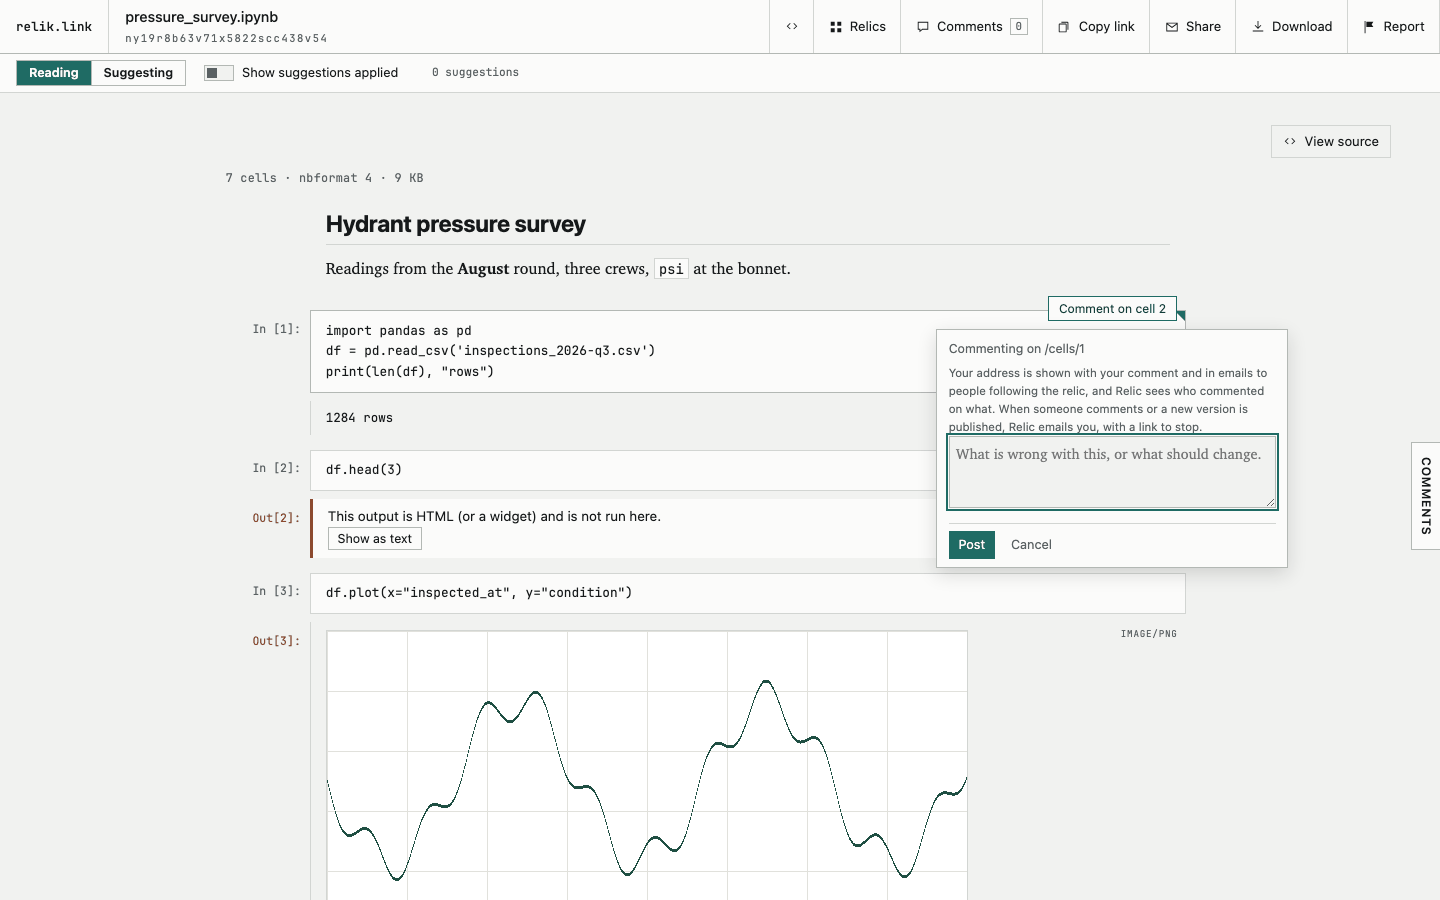 relik.link
pressure_survey.ipynb
ny19r8b63v71x5822scc438v54
Relics
Comments 0
Copy link
Share
Download
Report
Reading
Suggesting
Show suggestions applied
0 suggestions
View source
7 cells · nbformat 4 · 9 KB
Hydrant pressure survey
Readings from the August round, three crews, psi at the bonnet.
Comment on cell 2
In [1]:
import pandas as pd
df = pd.read_csv('inspections_2026-q3.csv')
print(len(df), "rows")
1284 rows
Commenting on /cells/1
Your address is shown with your comment and in emails to
people following the relic, and Relic sees who commented
on what. When someone comments or a new version is
published, Relic emails you, with a link to stop.
What is wrong with this, or what should change.
Post
Cancel
COMMENTS
In [2]:
df.head(3)
Out[2]:
This output is HTML (or a widget) and is not run here.
Show as text
In [3]:
df.plot(x="inspected_at", y="condition")
Out[3]:
IMAGE/PNG